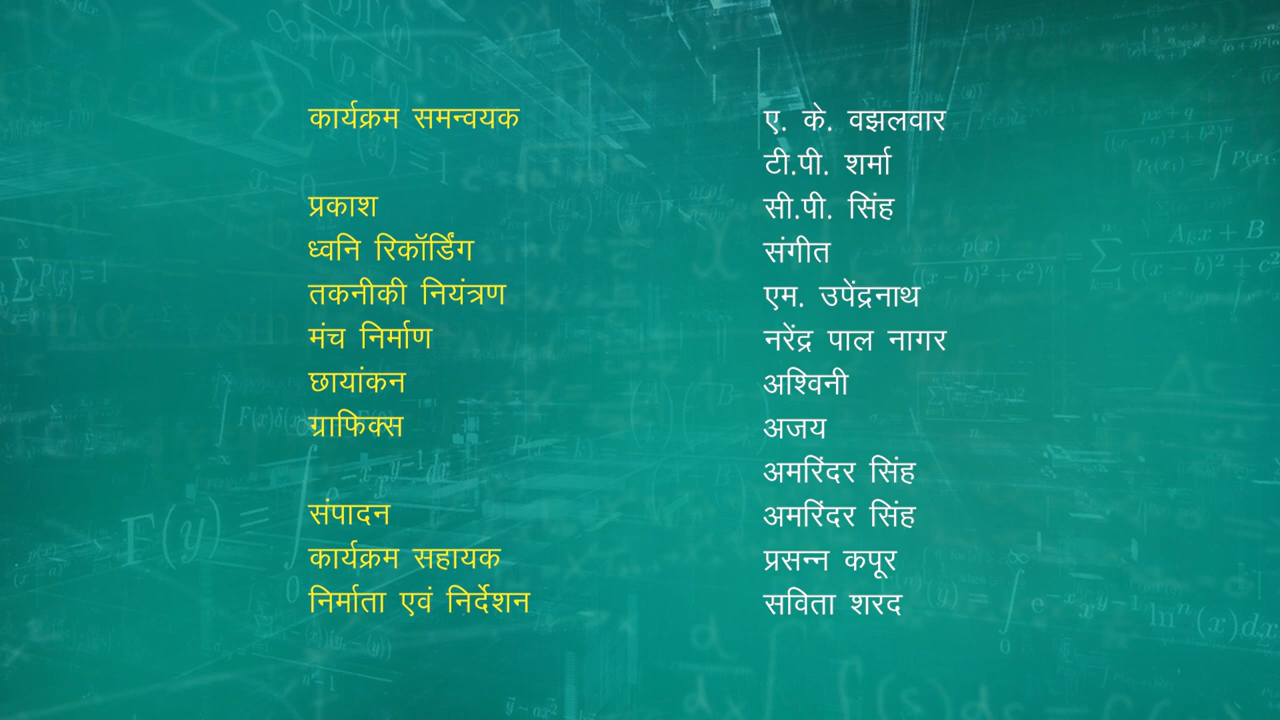 कार्यक्रम समन्वयक ए. के. वझलवार
टी.पी. शर्मा
प्रकाश सी.पी. सिंह
ध्वनि रिकॉर्डिंग संगीत
तकनीकी नियंत्रण एम. उपेंद्रनाथ
मंच निर्माण नरेंद्र पाल नागर
छायांकन अश्विनी
ग्राफिक्स अजय
अमरिंदर सिंह
संपादन अमरिंदर सिंह
कार्यक्रम सहायक प्रसन्न कपूर
निर्माता एवं निर्देशन सविता शरद